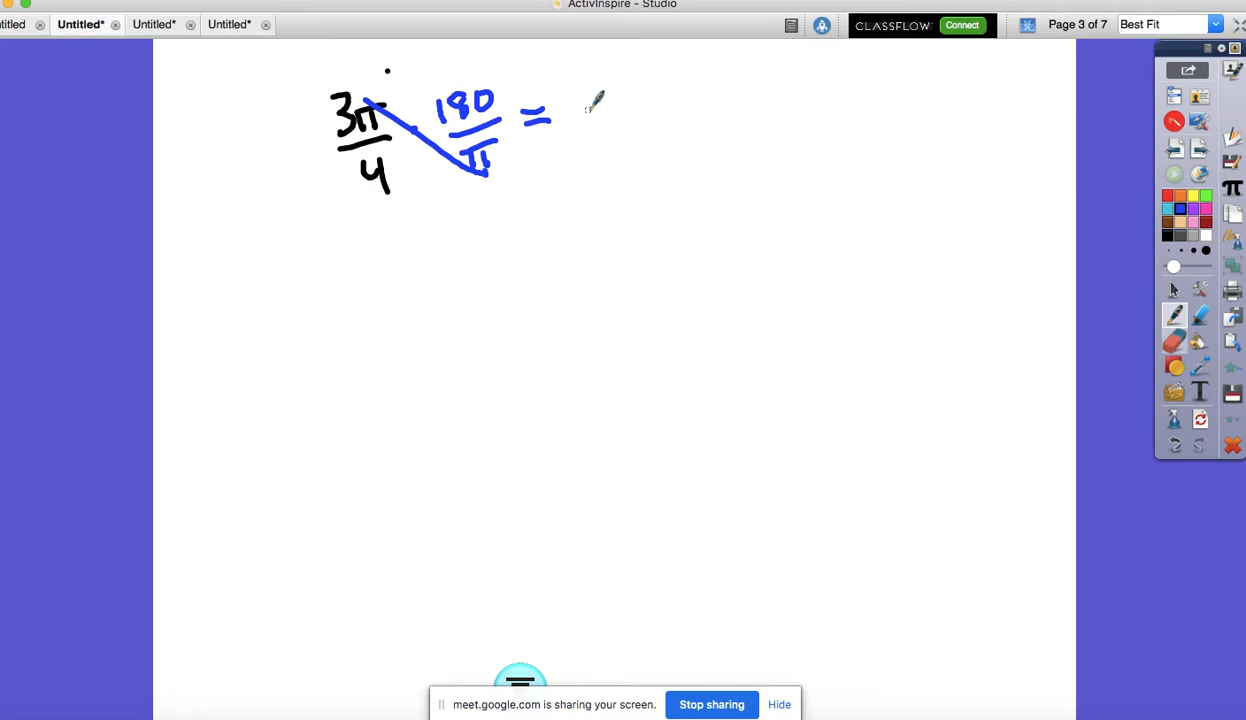 ActivInspire - Studio
ntitled Untitled* Untitled* Untitled* CLASSFLOW Connect Page 3 of 7 Best Fit
3π/4 · 180/π =
meet.google.com is sharing your screen. Stop sharing Hide